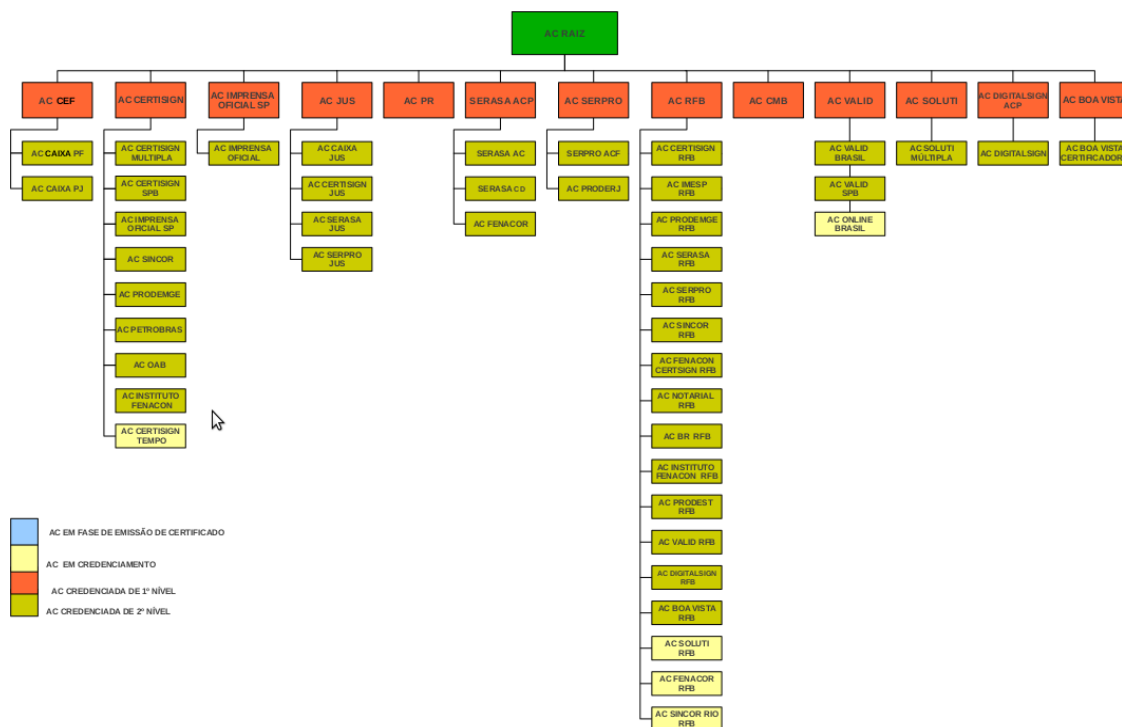 AC RAIZ
AC CEF
AC CERTISIGN
AC IMPRENSA
OFICIAL SP
AC JUS
AC PR
SERASA ACP
AC SERPRO
AC RFB
AC CMB
AC VALID
AC SOLUTI
AC DIGITALSIGN
ACP
AC BOA VISTA
AC CAIXA PF
AC CAIXA PJ
AC CERTISIGN
MULTIPLA
AC CERTISIGN
SPB
AC IMPRENSA
OFICIAL SP
AC SINCOR
AC PRODEMGE
AC PETROBRAS
AC OAB
AC INSTITUTO
FENACON
AC CERTISIGN
TEMPO
AC IMPRENSA
OFICIAL
AC CAIXA
JUS
AC CERTISIGN
JUS
AC SERASA
JUS
AC SERPRO
JUS
SERASA AC
SERASA CD
AC FENACOR
SERPRO ACF
AC PRODERJ
AC CERTISIGN
RFB
AC IMESP
RFB
AC PRODEMGE
RFB
AC SERASA
RFB
AC SERPRO
RFB
AC SINCOR
RFB
AC FENACON
CERTSIGN RFB
AC NOTARIAL
RFB
AC BR RFB
AC INSTITUTO
FENACON RFB
AC PRODEST
RFB
AC VALID RFB
AC DIGITALSIGN
RFB
AC BOA VISTA
RFB
AC SOLUTI
RFB
AC FENACOR
RFB
AC SINCOR RIO
RFB
AC VALID
BRASIL
AC VALID
SPB
AC ONLINE
BRASIL
AC SOLUTI
MÚLTIPLA
AC DIGITALSIGN
AC BOA VISTA
CERTIFICADOR
AC EM FASE DE EMISSÃO DE CERTIFICADO
AC EM CREDENCIAMENTO
AC CREDENCIADA DE 1º NÍVEL
AC CREDENCIADA DE 2º NÍVEL